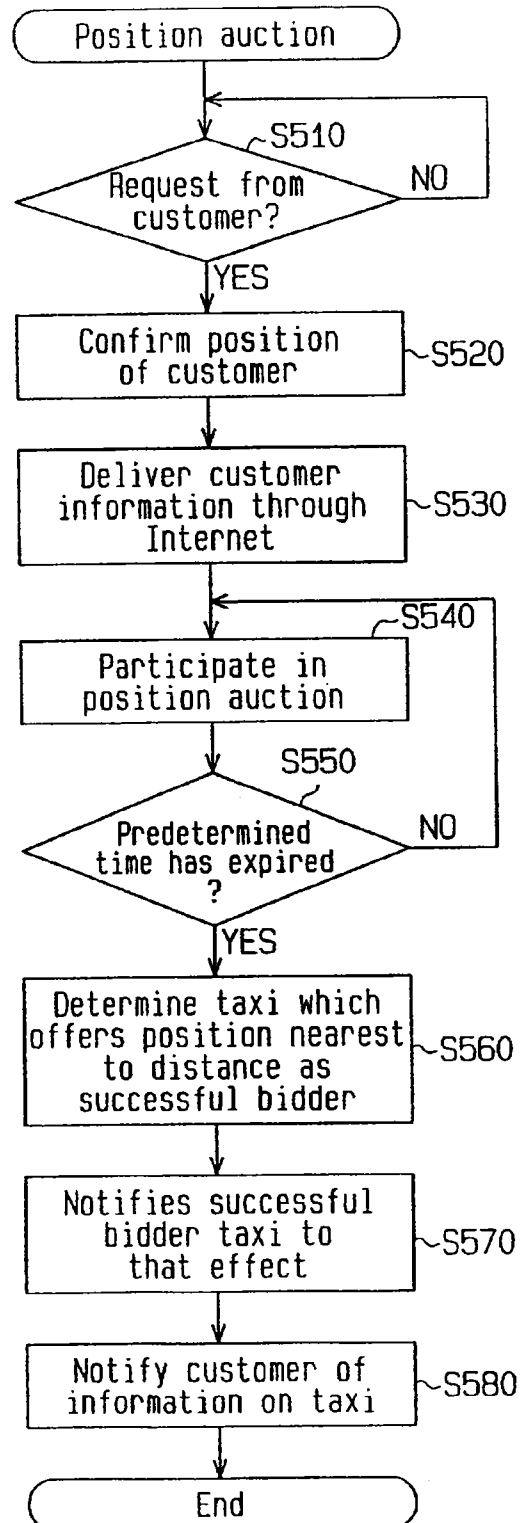 Position auction
S510
Request from
customer?
NO
YES
Confirm position
of customer
S520
Deliver customer
information through
Internet
S530
S540
Participate in
position auction
S550
Predetermined
time has expired
?
NO
YES
Determine taxi which
offers position nearest
to distance as
successful bidder
S560
Notifies successful
bidder taxi to
that effect
S570
Notify customer of
information on taxi
S580
End